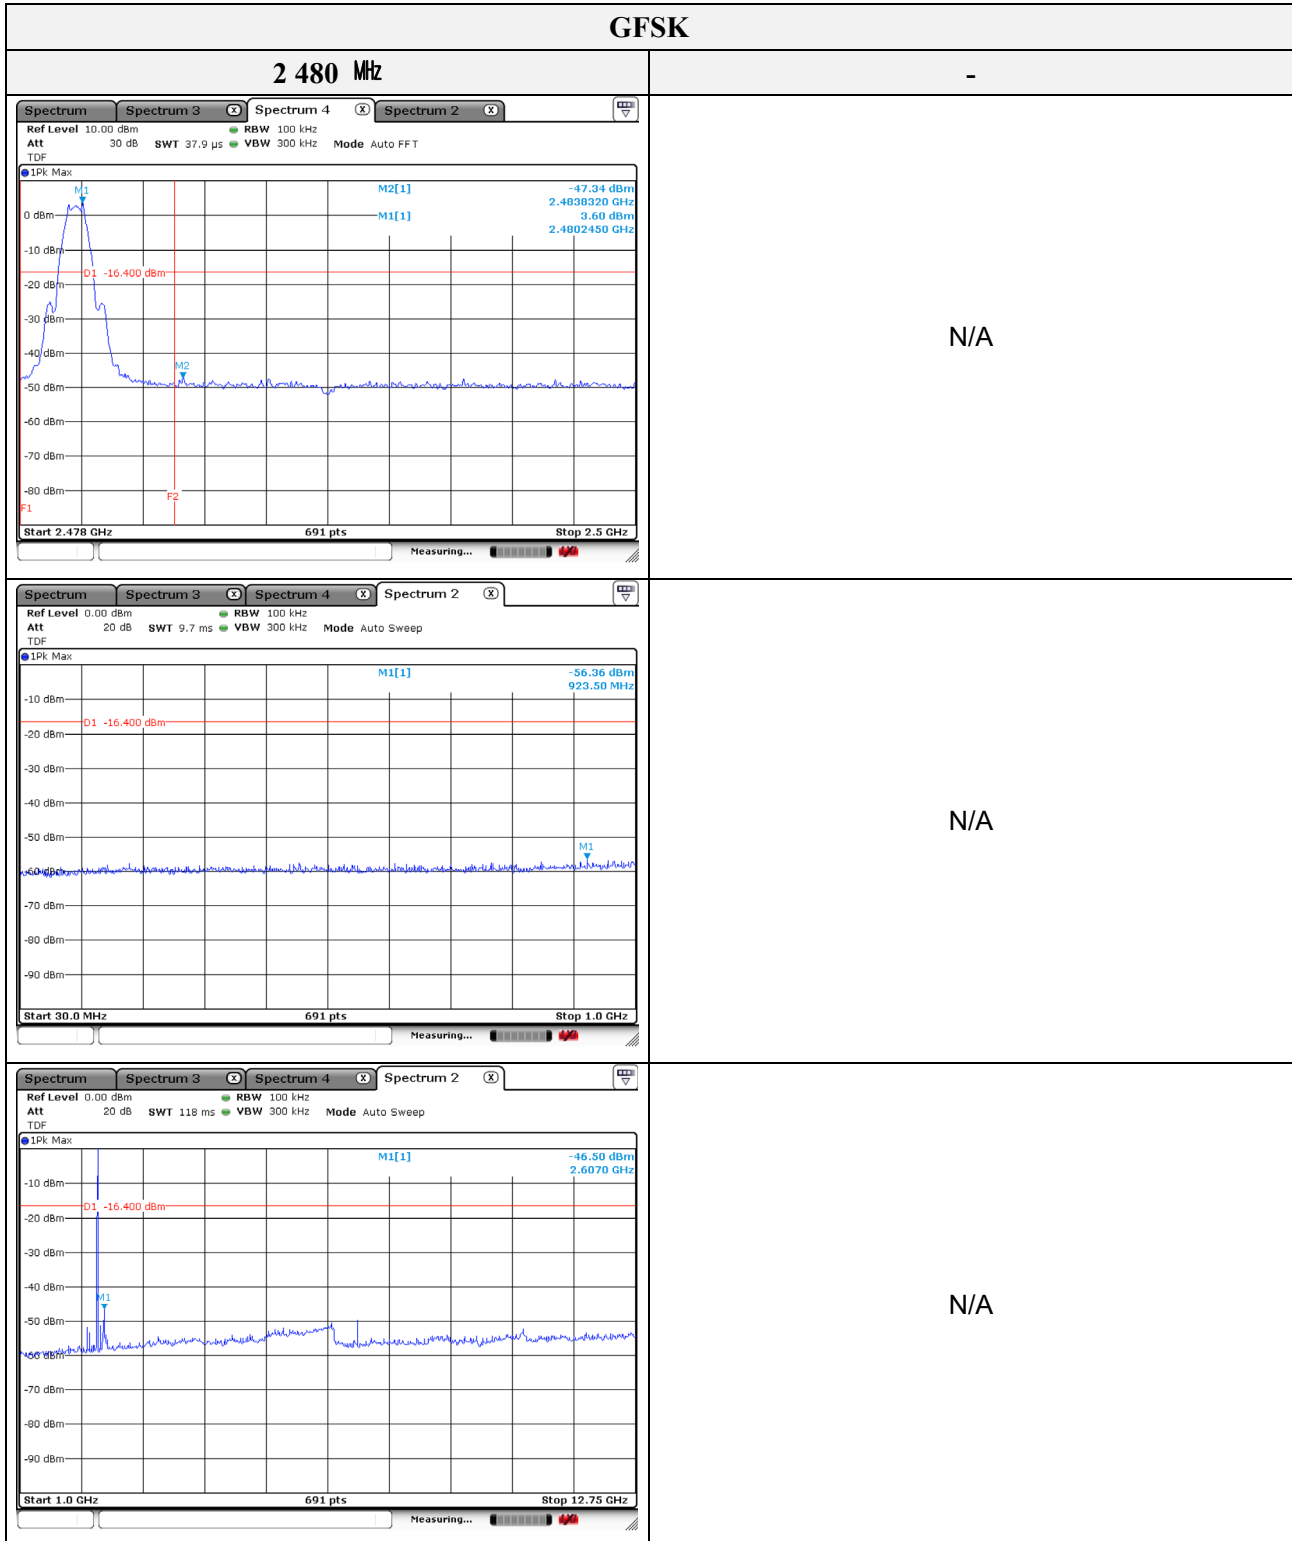 GFSK
2 480 ㎒ -
Spectrum Spectrum 3 Spectrum 4 Spectrum 2
Ref Level 10.00 dBm RBW 100 kHz
Att 30 dB SWT 37.9 µs VBW 300 kHz Mode Auto FFT
TDF
1Pk Max
M1 M2[1] -47.34 dBm
2.4838320 GHz
0 dBm M1[1] 3.60 dBm
2.4802450 GHz
-10 dBm
D1 -16.400 dBm
-20 dBm
-30 dBm
-40 dBm
M2
-50 dBm
-60 dBm
-70 dBm
-80 dBm
F2
F1
Start 2.478 GHz 691 pts Stop 2.5 GHz
Measuring...
N/A
Spectrum Spectrum 3 Spectrum 4 Spectrum 2
Ref Level 0.00 dBm RBW 100 kHz
Att 20 dB SWT 9.7 ms VBW 300 kHz Mode Auto Sweep
TDF
1Pk Max
M1[1] -56.36 dBm
923.50 MHz
-10 dBm
D1 -16.400 dBm
-20 dBm
-30 dBm
-40 dBm
-50 dBm
M1
-60 dBm
-70 dBm
-80 dBm
-90 dBm
Start 30.0 MHz 691 pts Stop 1.0 GHz
Measuring...
N/A
Spectrum Spectrum 3 Spectrum 4 Spectrum 2
Ref Level 0.00 dBm RBW 100 kHz
Att 20 dB SWT 118 ms VBW 300 kHz Mode Auto Sweep
TDF
1Pk Max
M1[1] -46.50 dBm
2.6070 GHz
-10 dBm
D1 -16.400 dBm
-20 dBm
-30 dBm
-40 dBm
M1
-50 dBm
-60 dBm
-70 dBm
-80 dBm
-90 dBm
Start 1.0 GHz 691 pts Stop 12.75 GHz
Measuring...
N/A